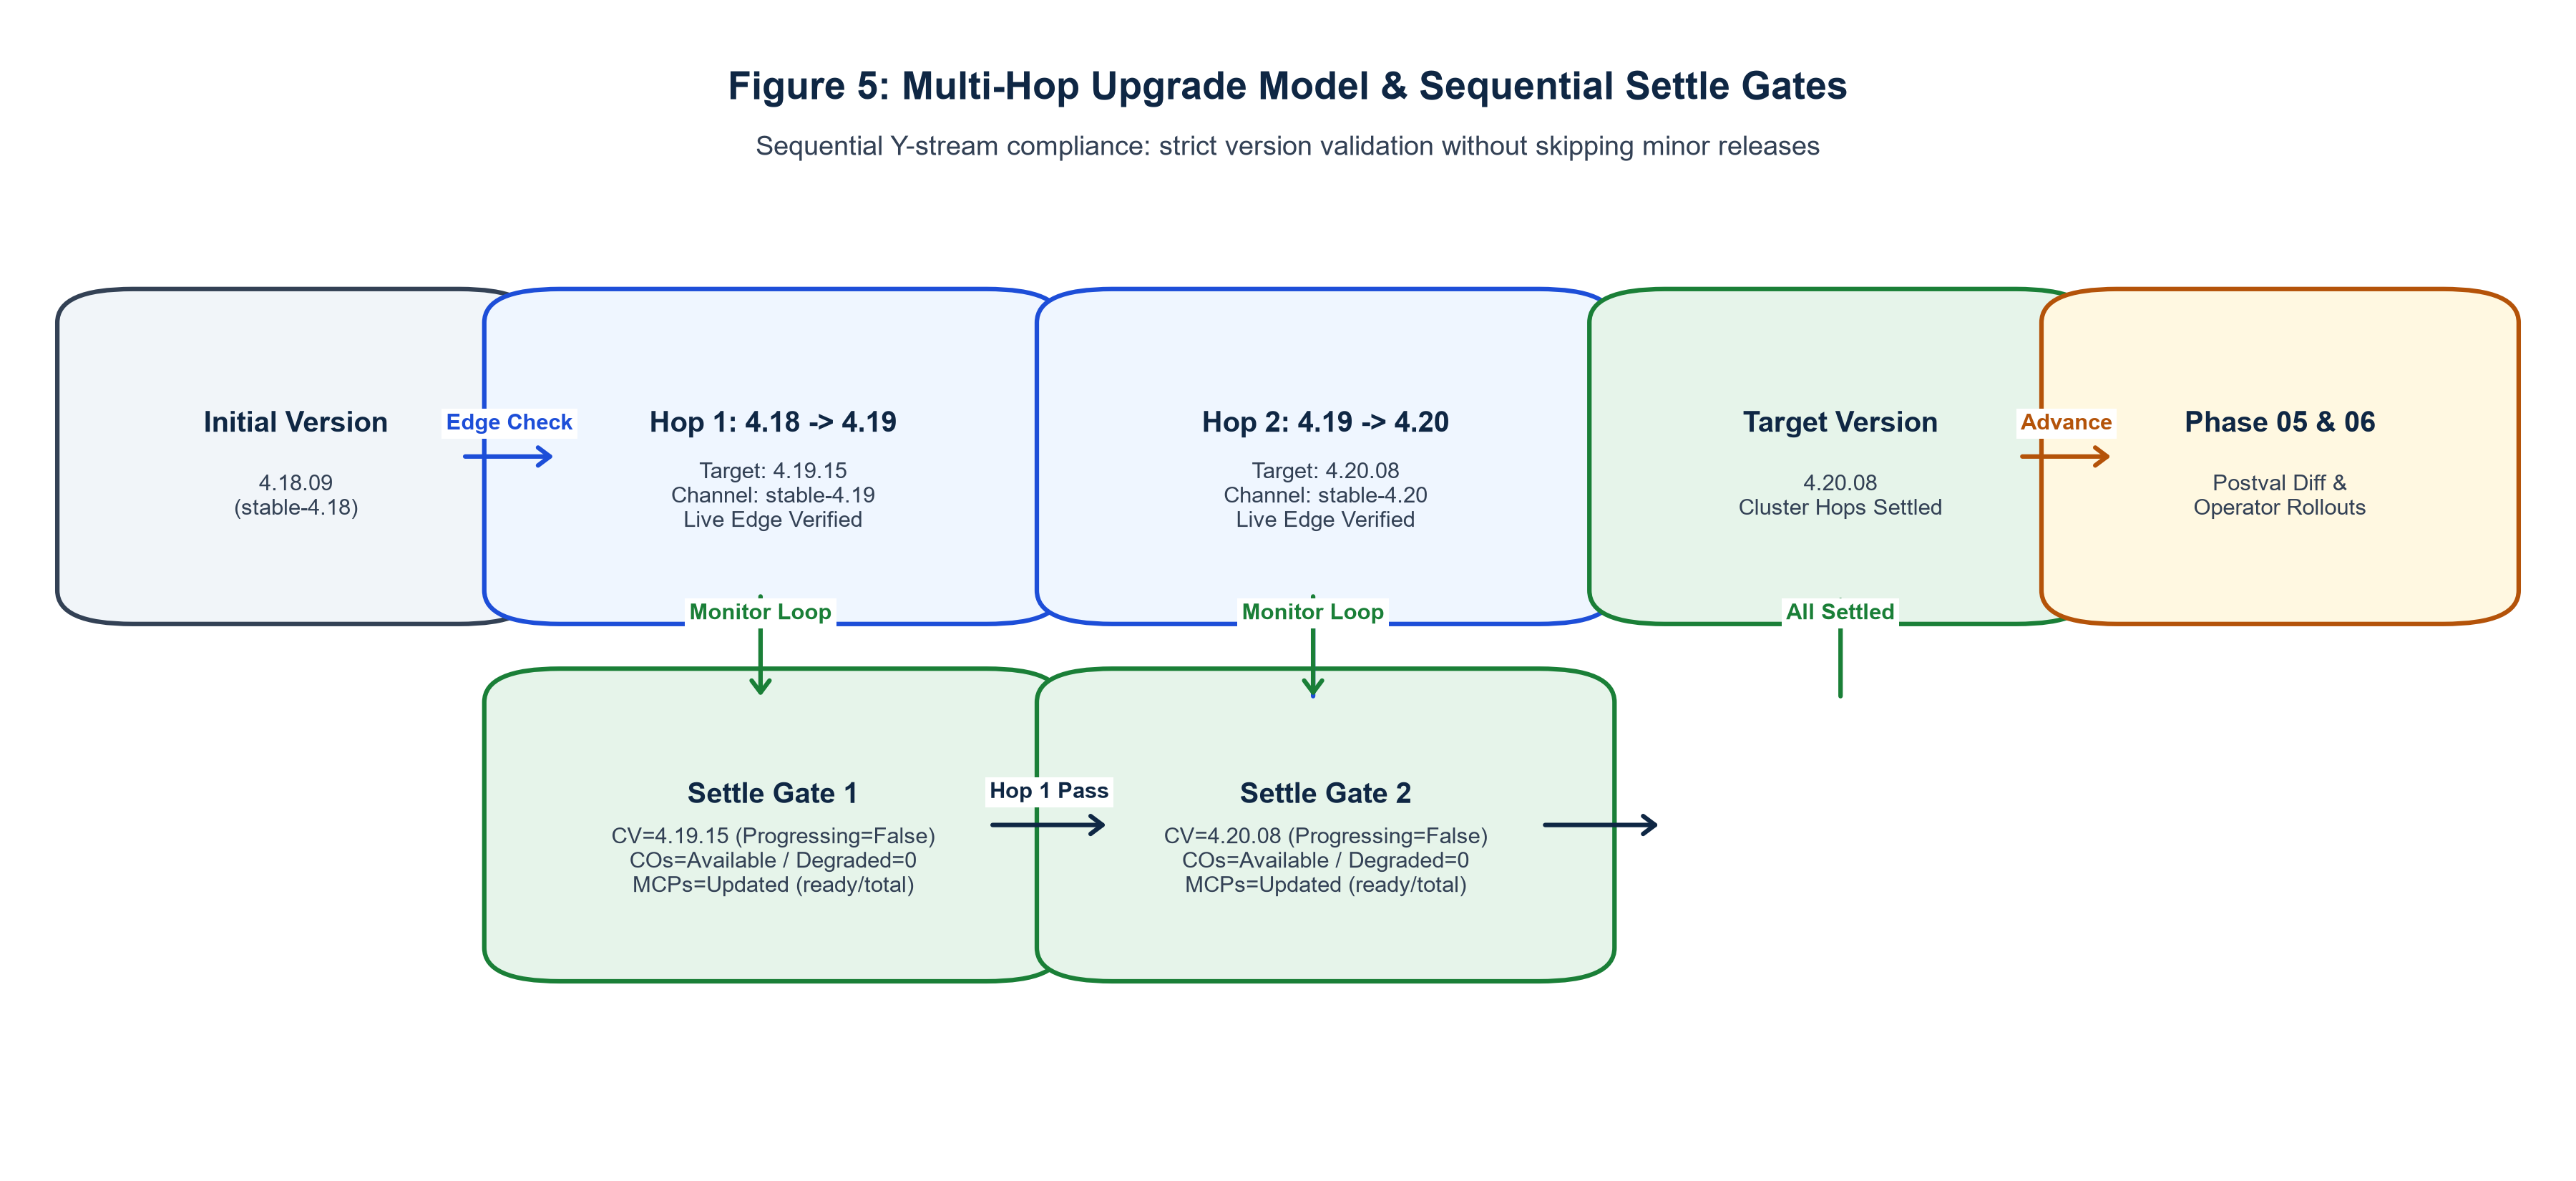 Figure 5: Multi-Hop Upgrade Model & Sequential Settle Gates
Sequential Y-stream compliance: strict version validation without skipping minor releases
Initial Version
4.18.09
(stable-4.18)
Edge Check
Hop 1: 4.18 -> 4.19
Target: 4.19.15
Channel: stable-4.19
Live Edge Verified
Hop 2: 4.19 -> 4.20
Target: 4.20.08
Channel: stable-4.20
Live Edge Verified
Target Version
4.20.08
Cluster Hops Settled
Advance
Phase 05 & 06
Postval Diff &
Operator Rollouts
Monitor Loop
Monitor Loop
All Settled
Settle Gate 1
CV=4.19.15 (Progressing=False)
COs=Available / Degraded=0
MCPs=Updated (ready/total)
Hop 1 Pass
Settle Gate 2
CV=4.20.08 (Progressing=False)
COs=Available / Degraded=0
MCPs=Updated (ready/total)